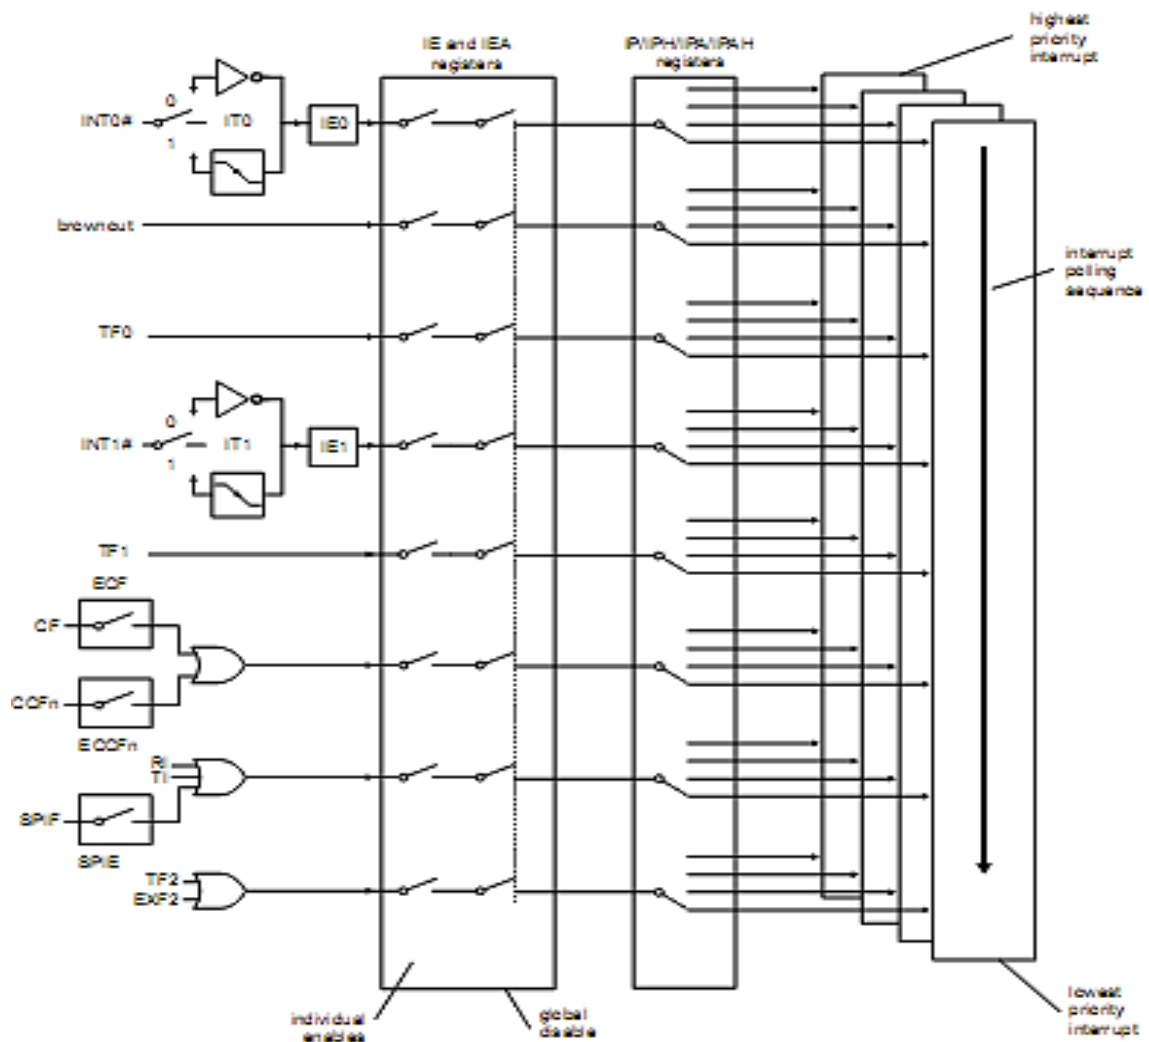 highest
priority
interrupt
IE and IEA
registers
IP/IPH/IPA/IPAH
registers
0
INT0#
IT0
IE0
1
brownout
interrupt
polling
sequence
TF0
0
INT1#
IT1
IE1
1
TF1
ECF
CF
CCFn
ECCFn
RI
TI
SPIF
SPIE
TF2
EXF2
individual
enables
global
disable
lowest
priority
interrupt